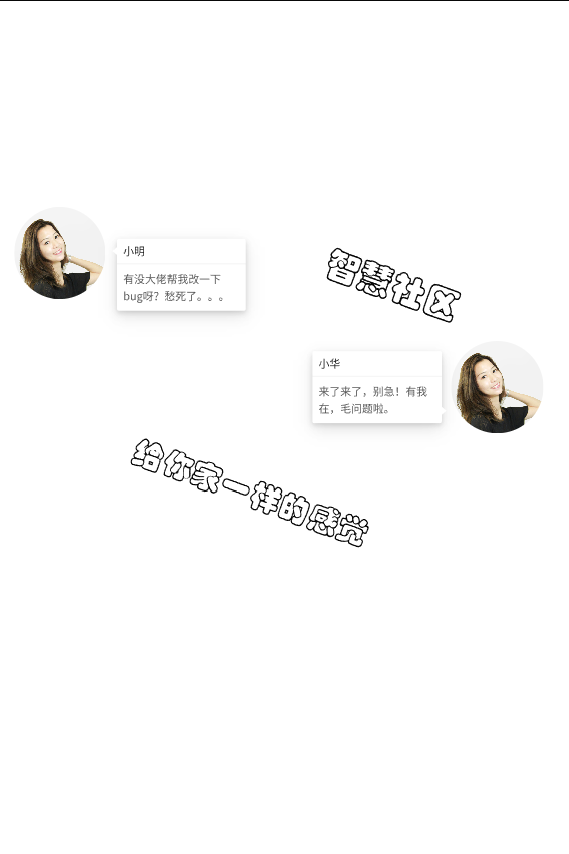 小明
有没大佬帮我改一下
bug呀？愁死了。。。
智慧社区
小华
来了来了，别急！有我
在，毛问题啦。
给你家一样的感觉